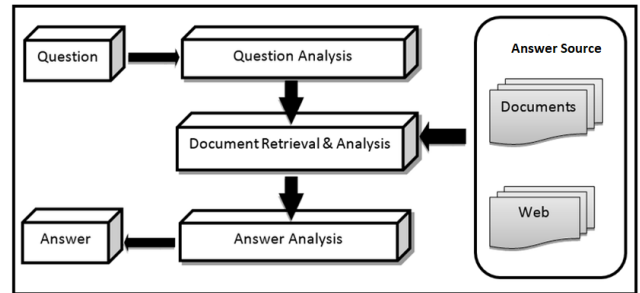 Question
Question Analysis
Answer Source
Documents
Document Retrieval & Analysis
Web
Answer
Answer Analysis